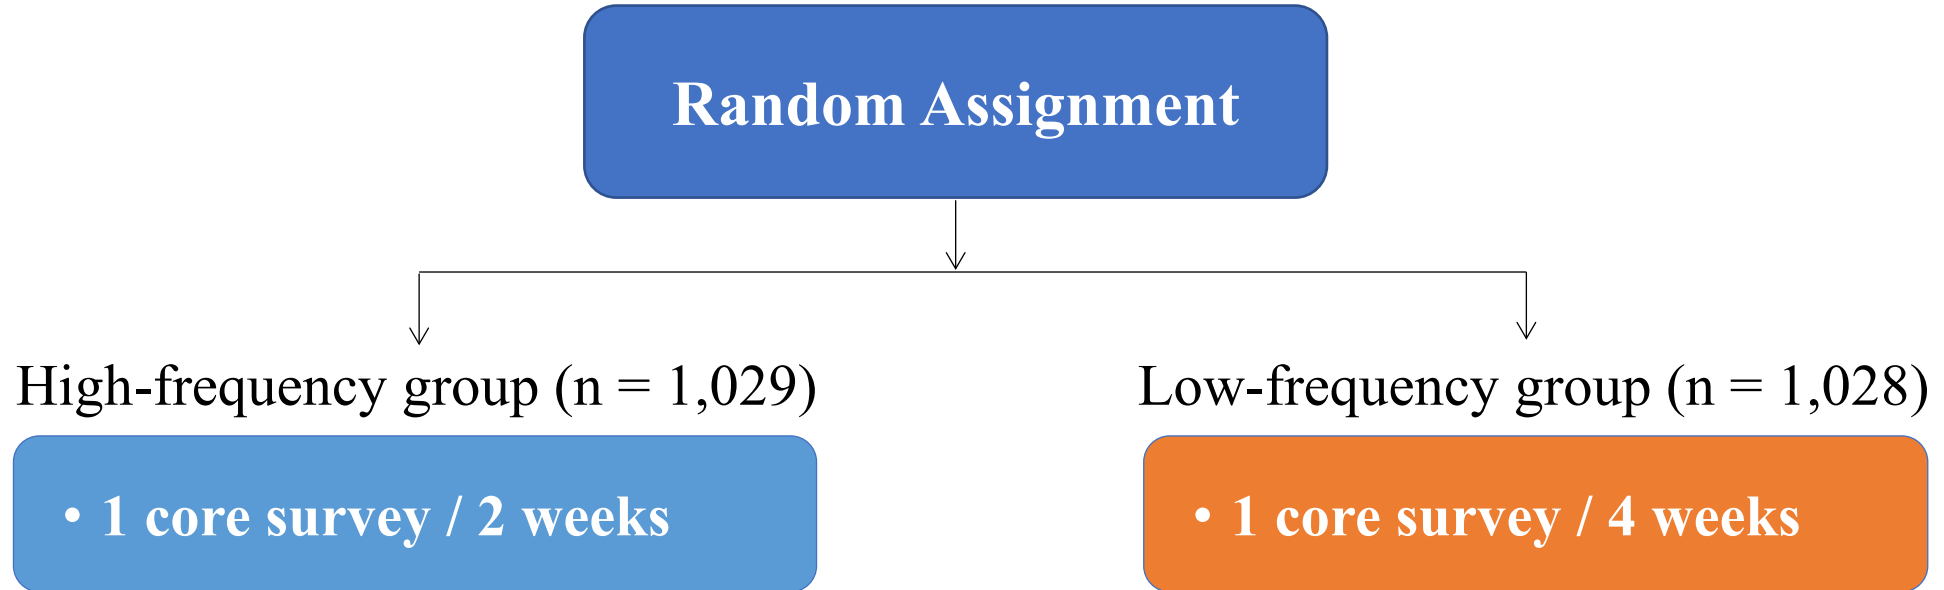 Random Assignment
High-frequency group (n = 1,029)
Low-frequency group (n = 1,028)
• 1 core survey / 2 weeks
• 1 core survey / 4 weeks